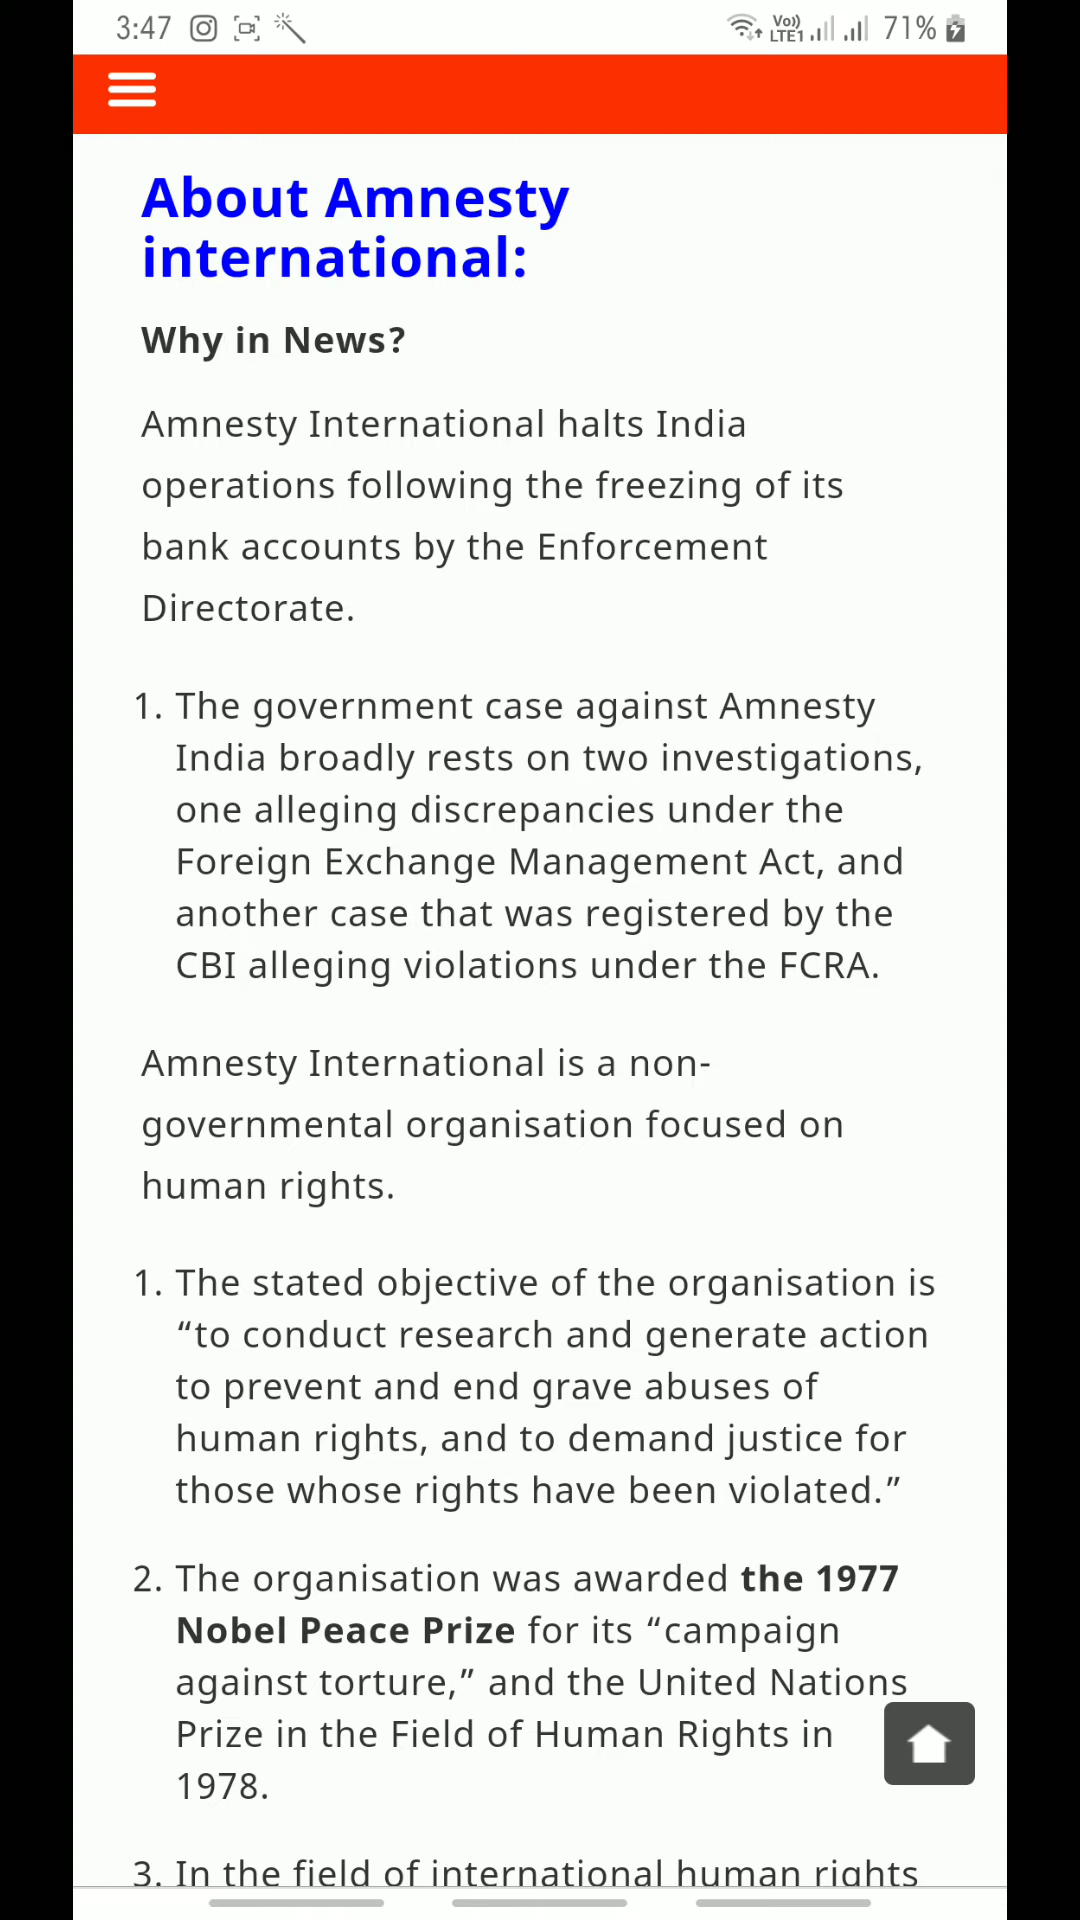 3:47
Vo)) LTE1
71%
About Amnesty
international:
Why in News?
Amnesty International halts India
operations following the freezing of its
bank accounts by the Enforcement
Directorate.
1. The government case against Amnesty
India broadly rests on two investigations,
one alleging discrepancies under the
Foreign Exchange Management Act, and
another case that was registered by the
CBI alleging violations under the FCRA.
Amnesty International is a non-
governmental organisation focused on
human rights.
1. The stated objective of the organisation is
“to conduct research and generate action
to prevent and end grave abuses of
human rights, and to demand justice for
those whose rights have been violated.”
2. The organisation was awarded the 1977
Nobel Peace Prize for its “campaign
against torture,” and the United Nations
Prize in the Field of Human Rights in
1978.
3. In the field of international human rights